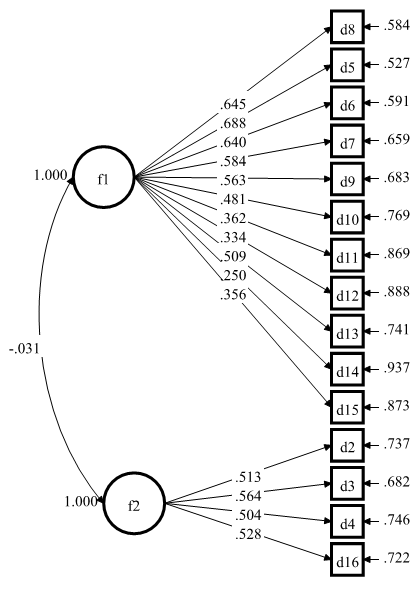 d8 .584
d5 .527
d6 .591
.645
.688
.640
d7 .659
.584
1.000 f1 .563 d9 .683
.481
d10 .769
.362
.334
d11 .869
.509
.250
d12 .888
.356
d13 .741
-.031
d14 .937
d15 .873
d2 .737
.513
d3 .682
.564
1.000 f2 .504
d4 .746
.528
d16 .722